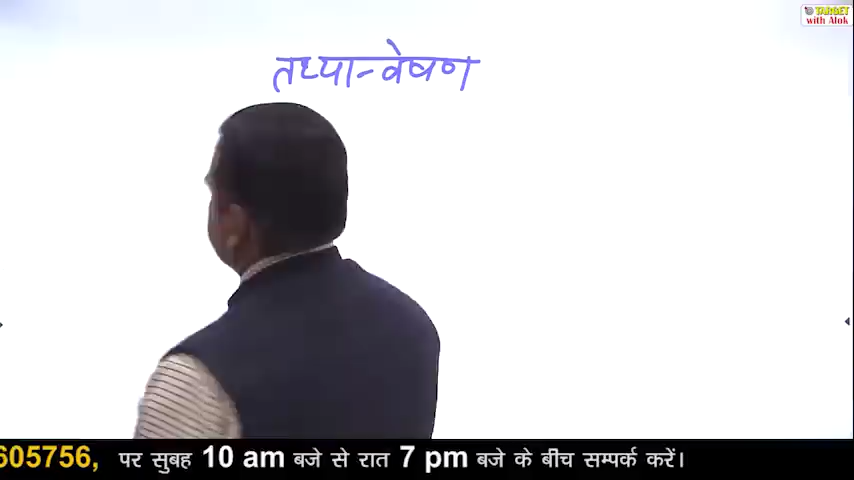 TARGET
with Alok
तथ्यान्वेषण
605756, पर सुबह 10 am बजे से रात 7 pm बजे के बीच सम्पर्क करें।